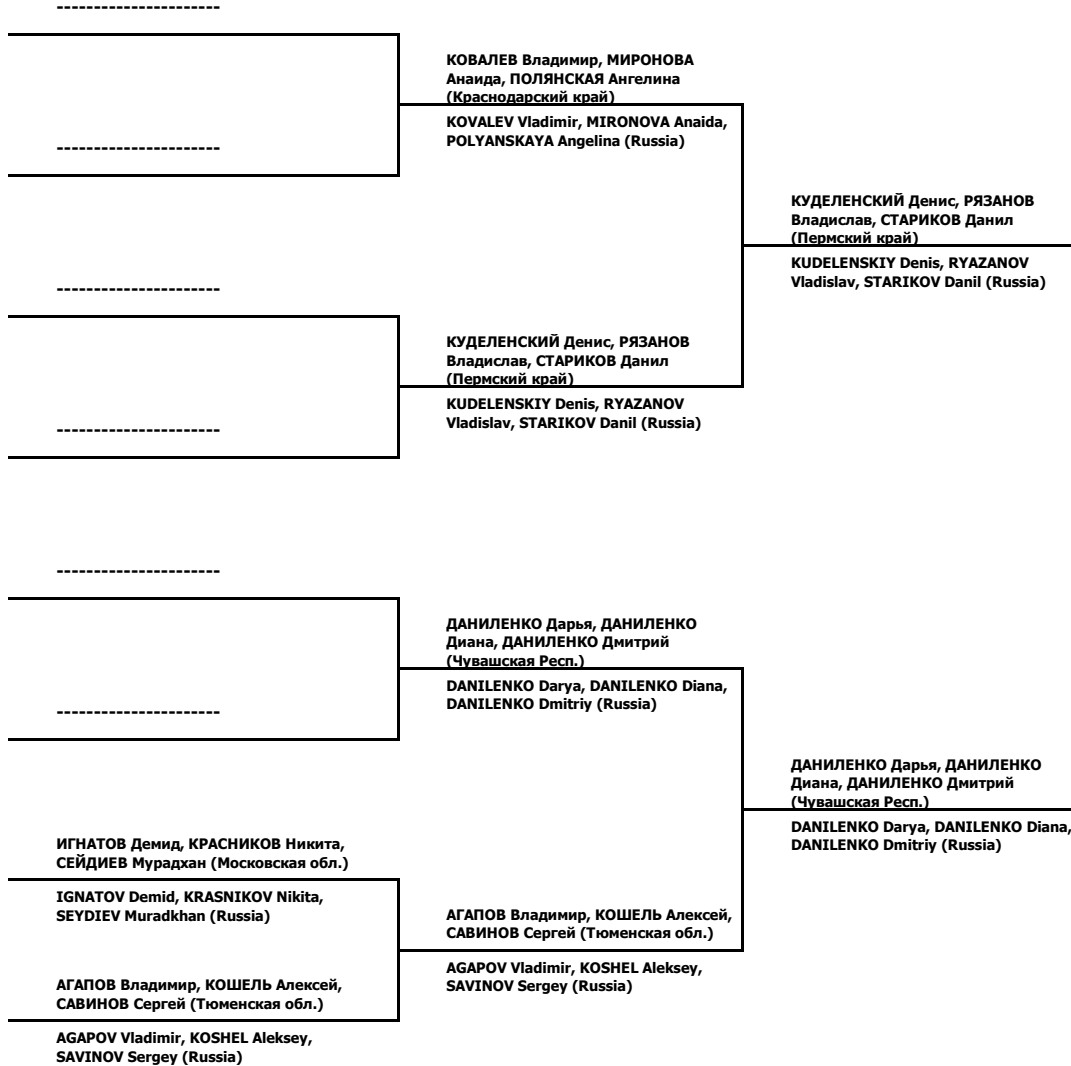 ----------------------
КОВАЛЕВ Владимир, МИРОНОВА
Анаида, ПОЛЯНСКАЯ Ангелина
(Краснодарский край)
KOVALEV Vladimir, MIRONOVA Anaida,
POLYANSKAYA Angelina (Russia)
----------------------
КУДЕЛЕНСКИЙ Денис, РЯЗАНОВ
Владислав, СТАРИКОВ Данил
(Пермский край)
KUDELENSKIY Denis, RYAZANOV
Vladislav, STARIKOV Danil (Russia)
----------------------
КУДЕЛЕНСКИЙ Денис, РЯЗАНОВ
Владислав, СТАРИКОВ Данил
(Пермский край)
KUDELENSKIY Denis, RYAZANOV
Vladislav, STARIKOV Danil (Russia)
----------------------
----------------------
ДАНИЛЕНКО Дарья, ДАНИЛЕНКО
Диана, ДАНИЛЕНКО Дмитрий
(Чувашская Респ.)
DANILENKO Darya, DANILENKO Diana,
DANILENKO Dmitriy (Russia)
----------------------
ДАНИЛЕНКО Дарья, ДАНИЛЕНКО
Диана, ДАНИЛЕНКО Дмитрий
(Чувашская Респ.)
DANILENKO Darya, DANILENKO Diana,
DANILENKO Dmitriy (Russia)
ИГНАТОВ Демид, КРАСНИКОВ Никита,
СЕЙДИЕВ Мурадхан (Московская обл.)
IGNATOV Demid, KRASNIKOV Nikita,
SEYDIEV Muradkhan (Russia)
АГАПОВ Владимир, КОШЕЛЬ Алексей,
САВИНОВ Сергей (Тюменская обл.)
AGAPOV Vladimir, KOSHEL Aleksey,
SAVINOV Sergey (Russia)
АГАПОВ Владимир, КОШЕЛЬ Алексей,
САВИНОВ Сергей (Тюменская обл.)
AGAPOV Vladimir, KOSHEL Aleksey,
SAVINOV Sergey (Russia)